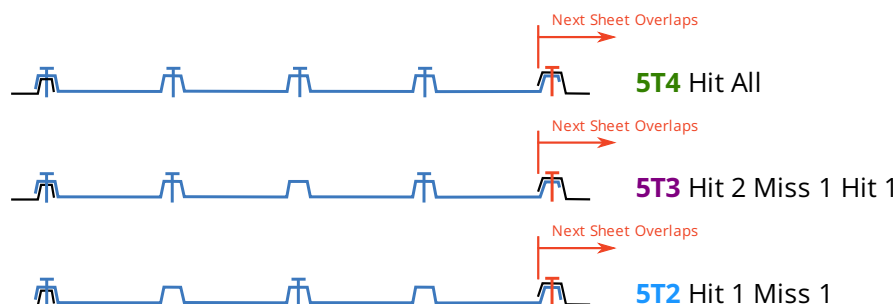 Next Sheet Overlaps
5T4 Hit All
Next Sheet Overlaps
5T3 Hit 2 Miss 1 Hit 1
Next Sheet Overlaps
5T2 Hit 1 Miss 1